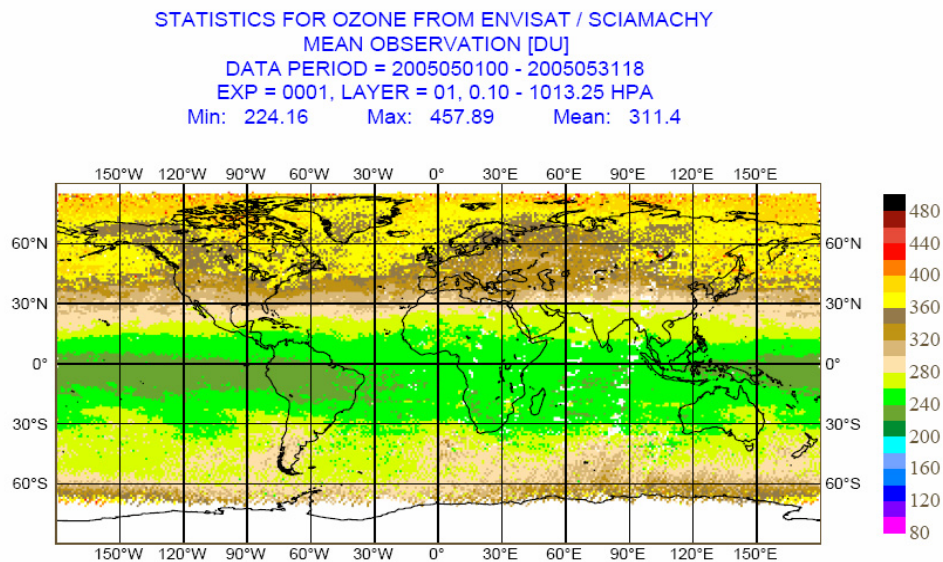 STATISTICS FOR OZONE FROM ENVISAT / SCIAMACHY
MEAN OBSERVATION [DU]
DATA PERIOD = 2005050100 - 2005053118
EXP = 0001, LAYER = 01, 0.10 - 1013.25 HPA
Min: 224.16 Max: 457.89 Mean: 311.4
150°W 120°W 90°W 60°W 30°W 0° 30°E 60°E 90°E 120°E 150°E
60°N 60°N
30°N 30°N
0° 0°
30°S 30°S
60°S 60°S
150°W 120°W 90°W 60°W 30°W 0° 30°E 60°E 90°E 120°E 150°E
480
440
400
360
320
280
240
200
160
120
80